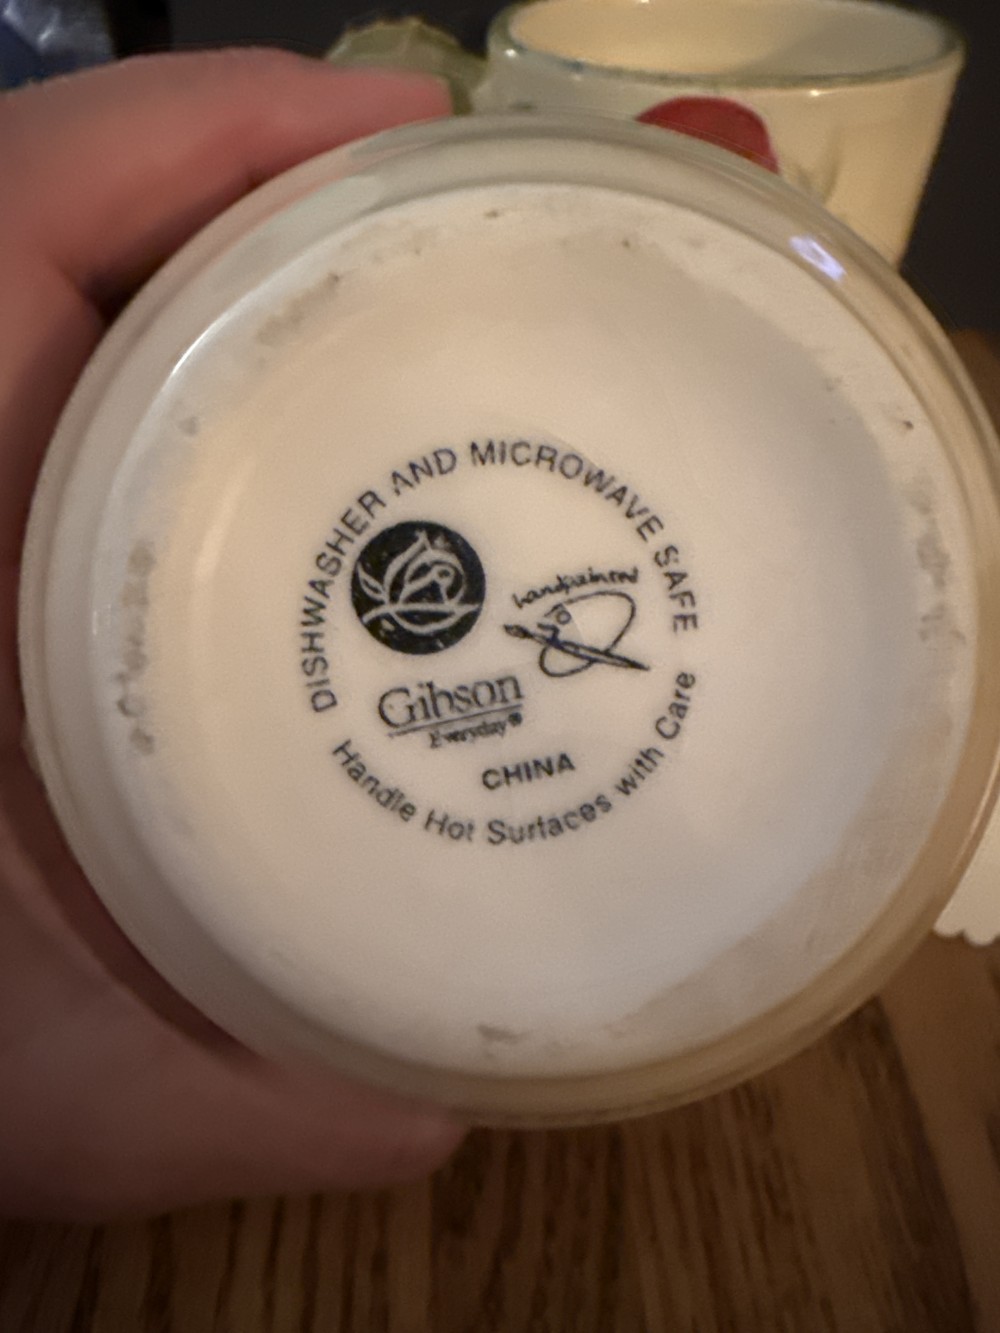 DISHWASHER AND MICROWAVE SAFE
handpainted
Gibson
Everyday®
CHINA
Handle Hot Surfaces with Care